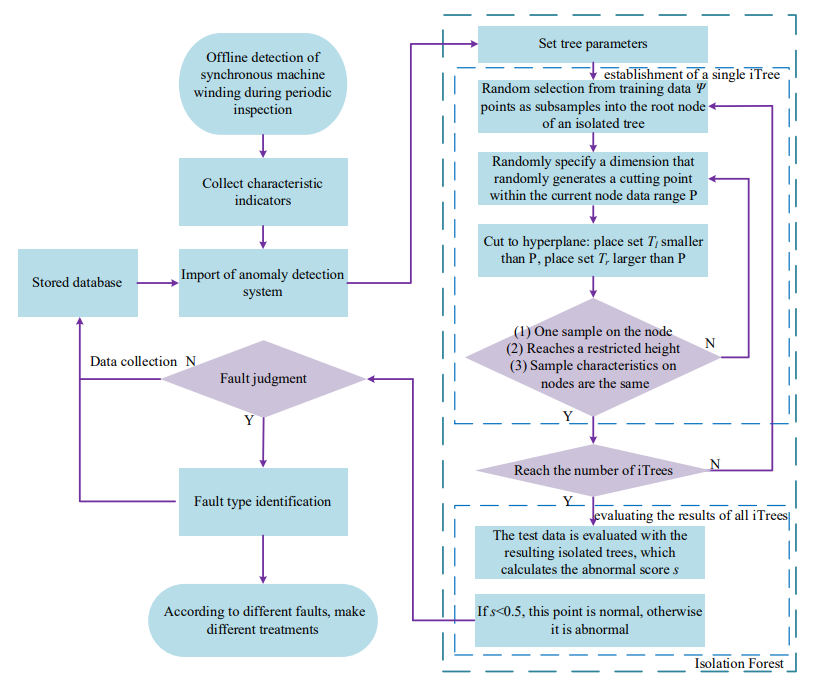 Offline detection of
synchronous machine
winding during periodic
inspection
Collect characteristic
indicators
Stored database
Import of anomaly detection
system
Data collection N
Fault judgment
Y
Fault type identification
According to different faults, make
different treatments
Set tree parameters
establishment of a single iTree
Random selection from training data Ψ
points as subsamples into the root node
of an isolated tree
Randomly specify a dimension that
randomly generates a cutting point
within the current node data range P
Cut to hyperplane: place set Tl smaller
than P, place set Tr larger than P
(1) One sample on the node
(2) Reaches a restricted height
(3) Sample characteristics on
nodes are the same
N
Y
Reach the number of iTrees
N
Y
evaluating the results of all iTrees
The test data is evaluated with the
resulting isolated trees, which
calculates the abnormal score s
If s<0.5, this point is normal, otherwise
it is abnormal
Isolation Forest